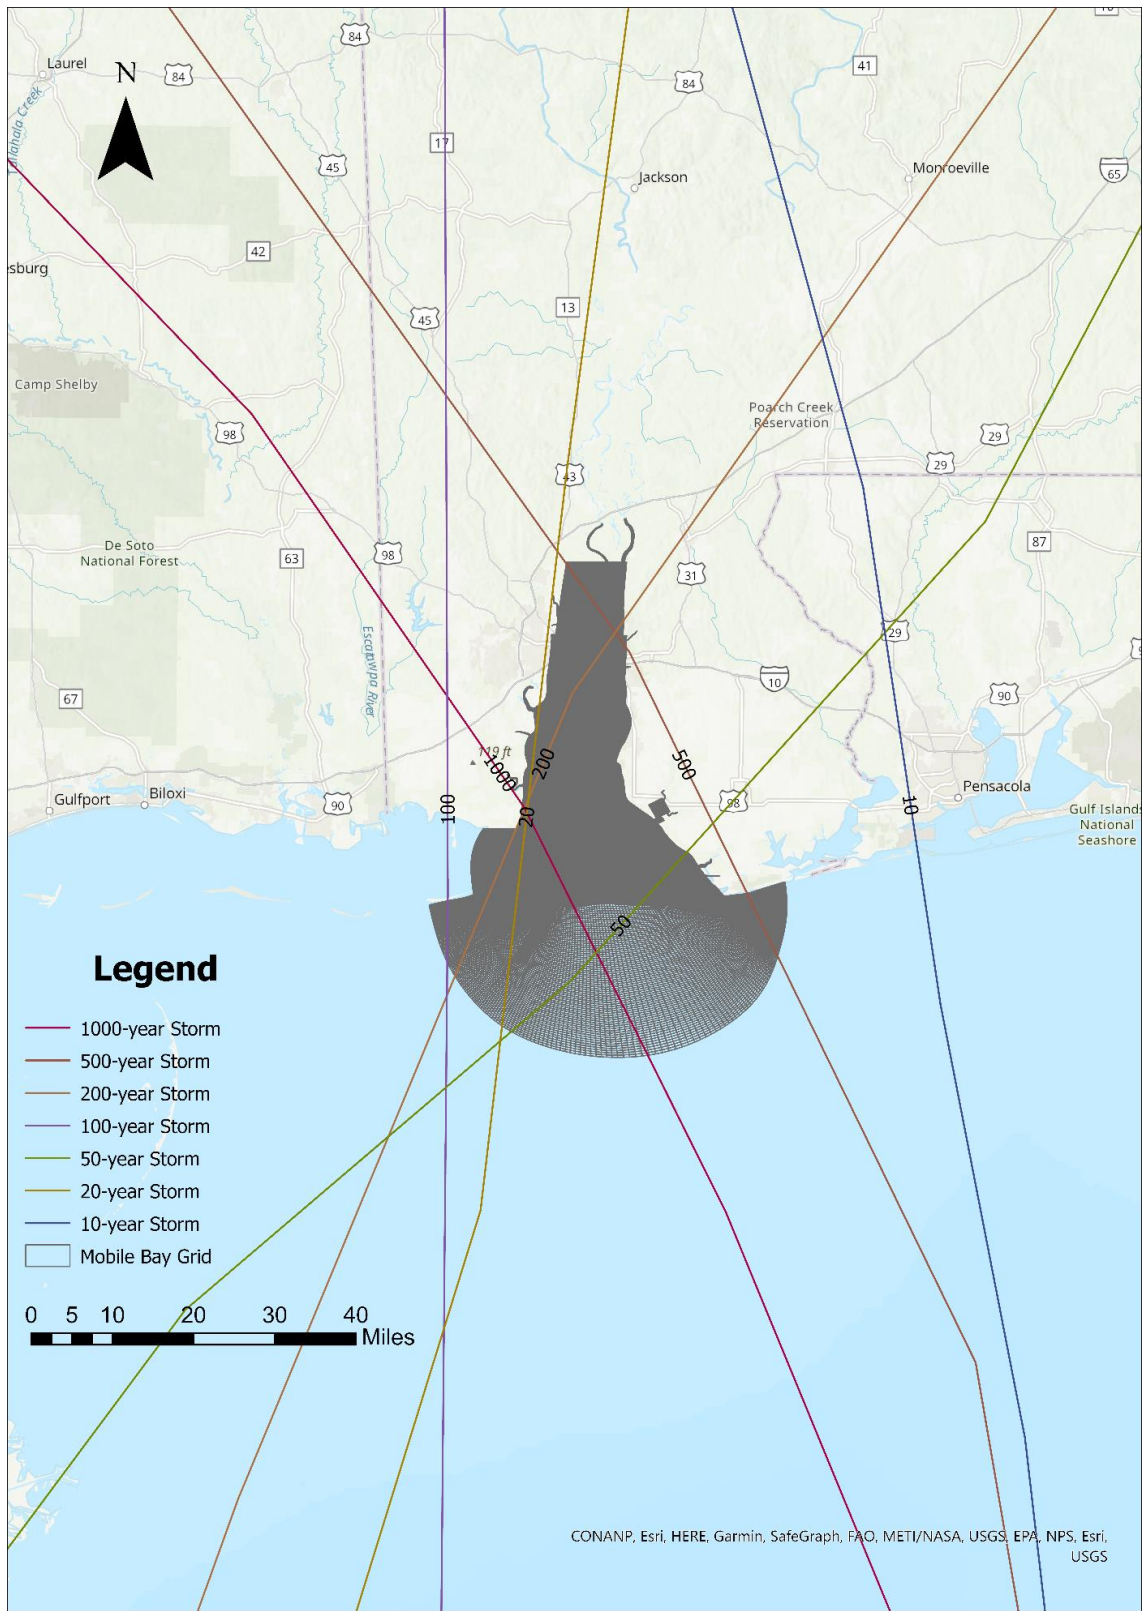 84
Laurel
84
N
Tallahala Creek
17
45
41
84
Jackson
Monroeville
65
42
esburg
13
45
Camp Shelby
98
Poarch Creek
Reservation
29
29
43
De Soto
National Forest
63
98
87
31
29
Escatawpa
River
67
10
90
119 ft
1000
200
500
Gulfport
Biloxi
90
100
20
98
10
Pensacola
Gulf Islands
National
Seashore
50
Legend
1000-year Storm
500-year Storm
200-year Storm
100-year Storm
50-year Storm
20-year Storm
10-year Storm
Mobile Bay Grid
0 5 10 20 30 40
Miles
CONANP, Esri, HERE, Garmin, SafeGraph, FAO, METI/NASA, USGS, EPA, NPS, Esri,
USGS